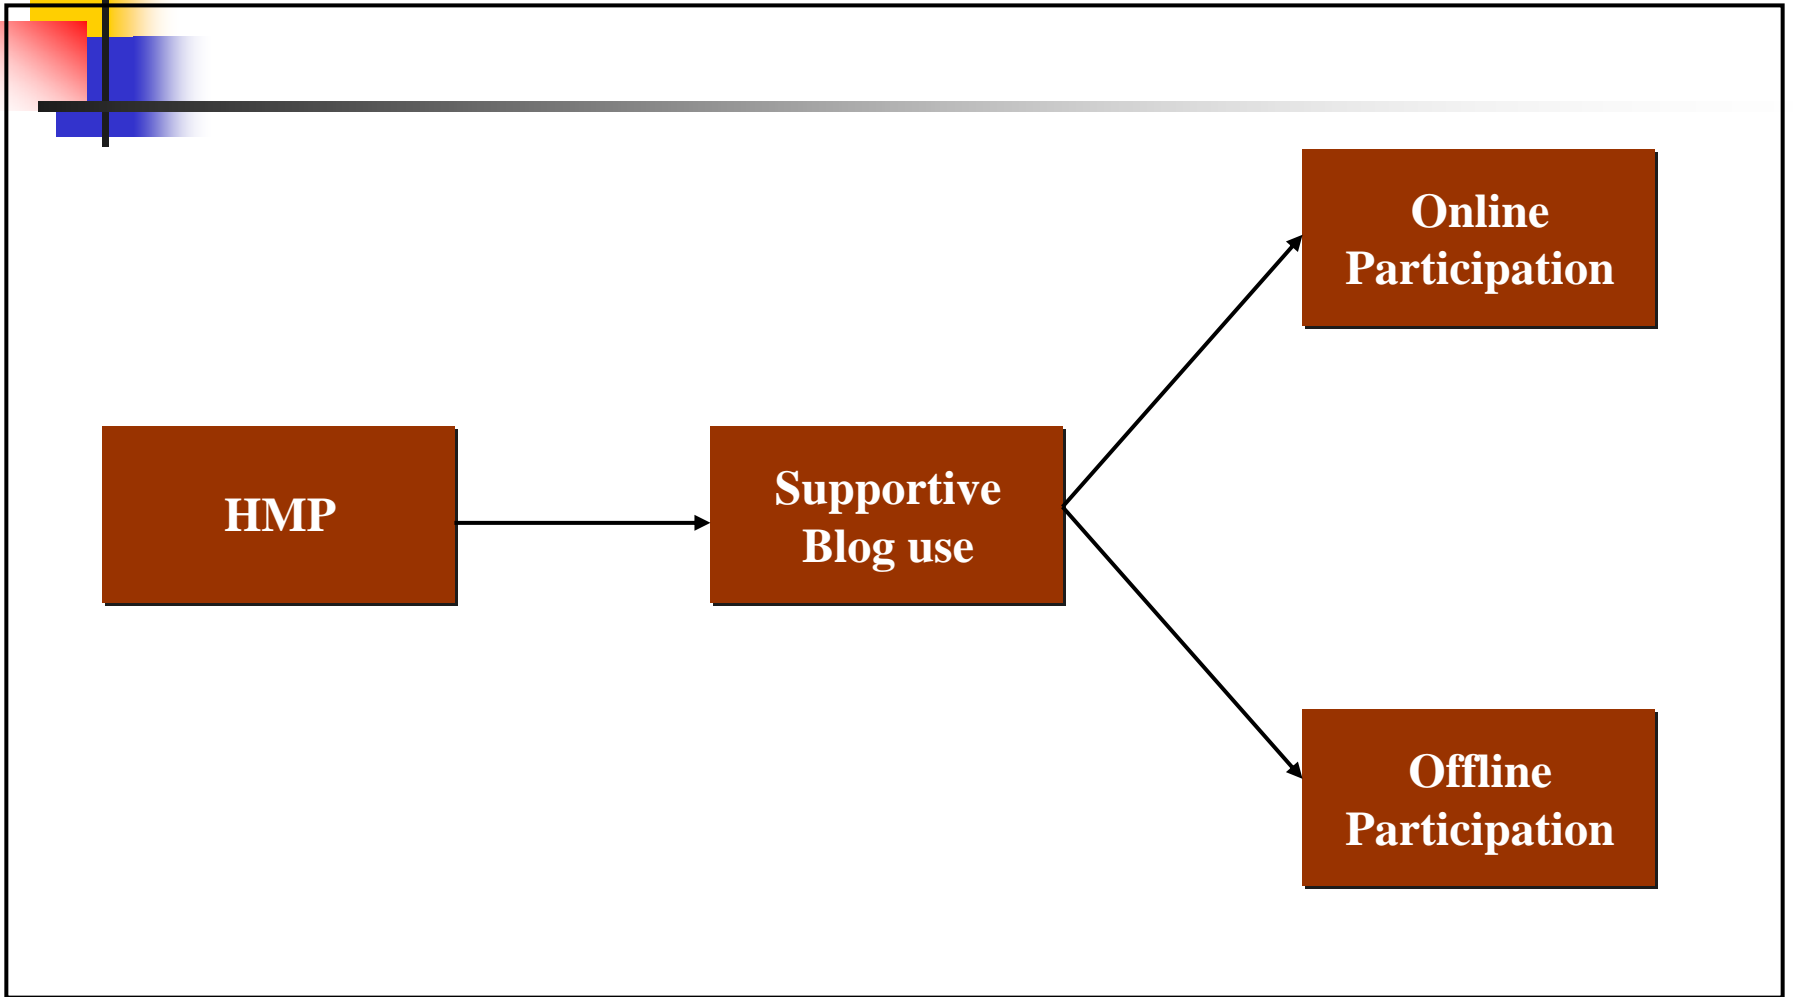 Online
Participation
HMP
Supportive
Blog use
Offline
Participation